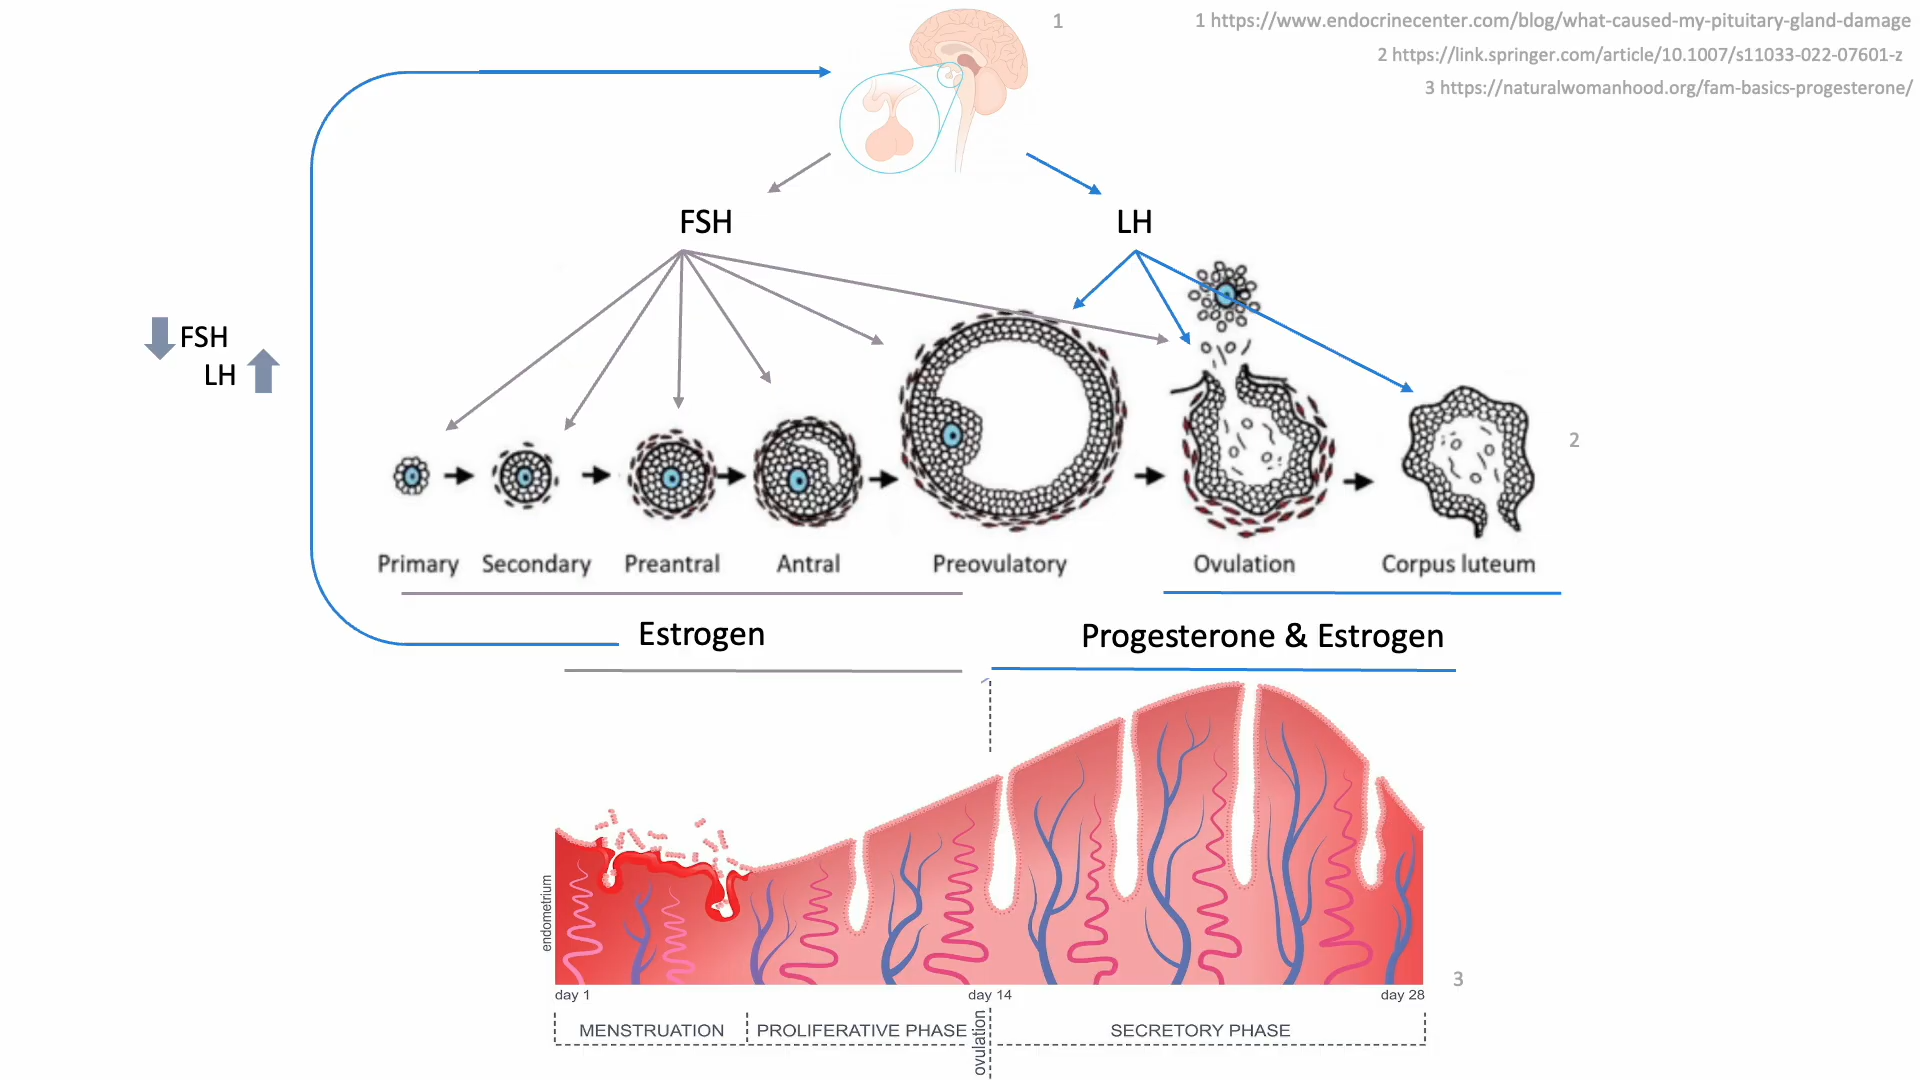 1
1 https://www.endocrinecenter.com/blog/what-caused-my-pituitary-gland-damage
2 https://link.springer.com/article/10.1007/s11033-022-07601-z
3 https://naturalwomanhood.org/fam-basics-progesterone/
FSH
LH
FSH
LH
2
Primary
Secondary
Preantral
Antral
Preovulatory
Ovulation
Corpus luteum
Estrogen
Progesterone & Estrogen
endometrium
3
day 1
day 14
day 28
MENSTRUATION
PROLIFERATIVE PHASE
ovulation
SECRETORY PHASE